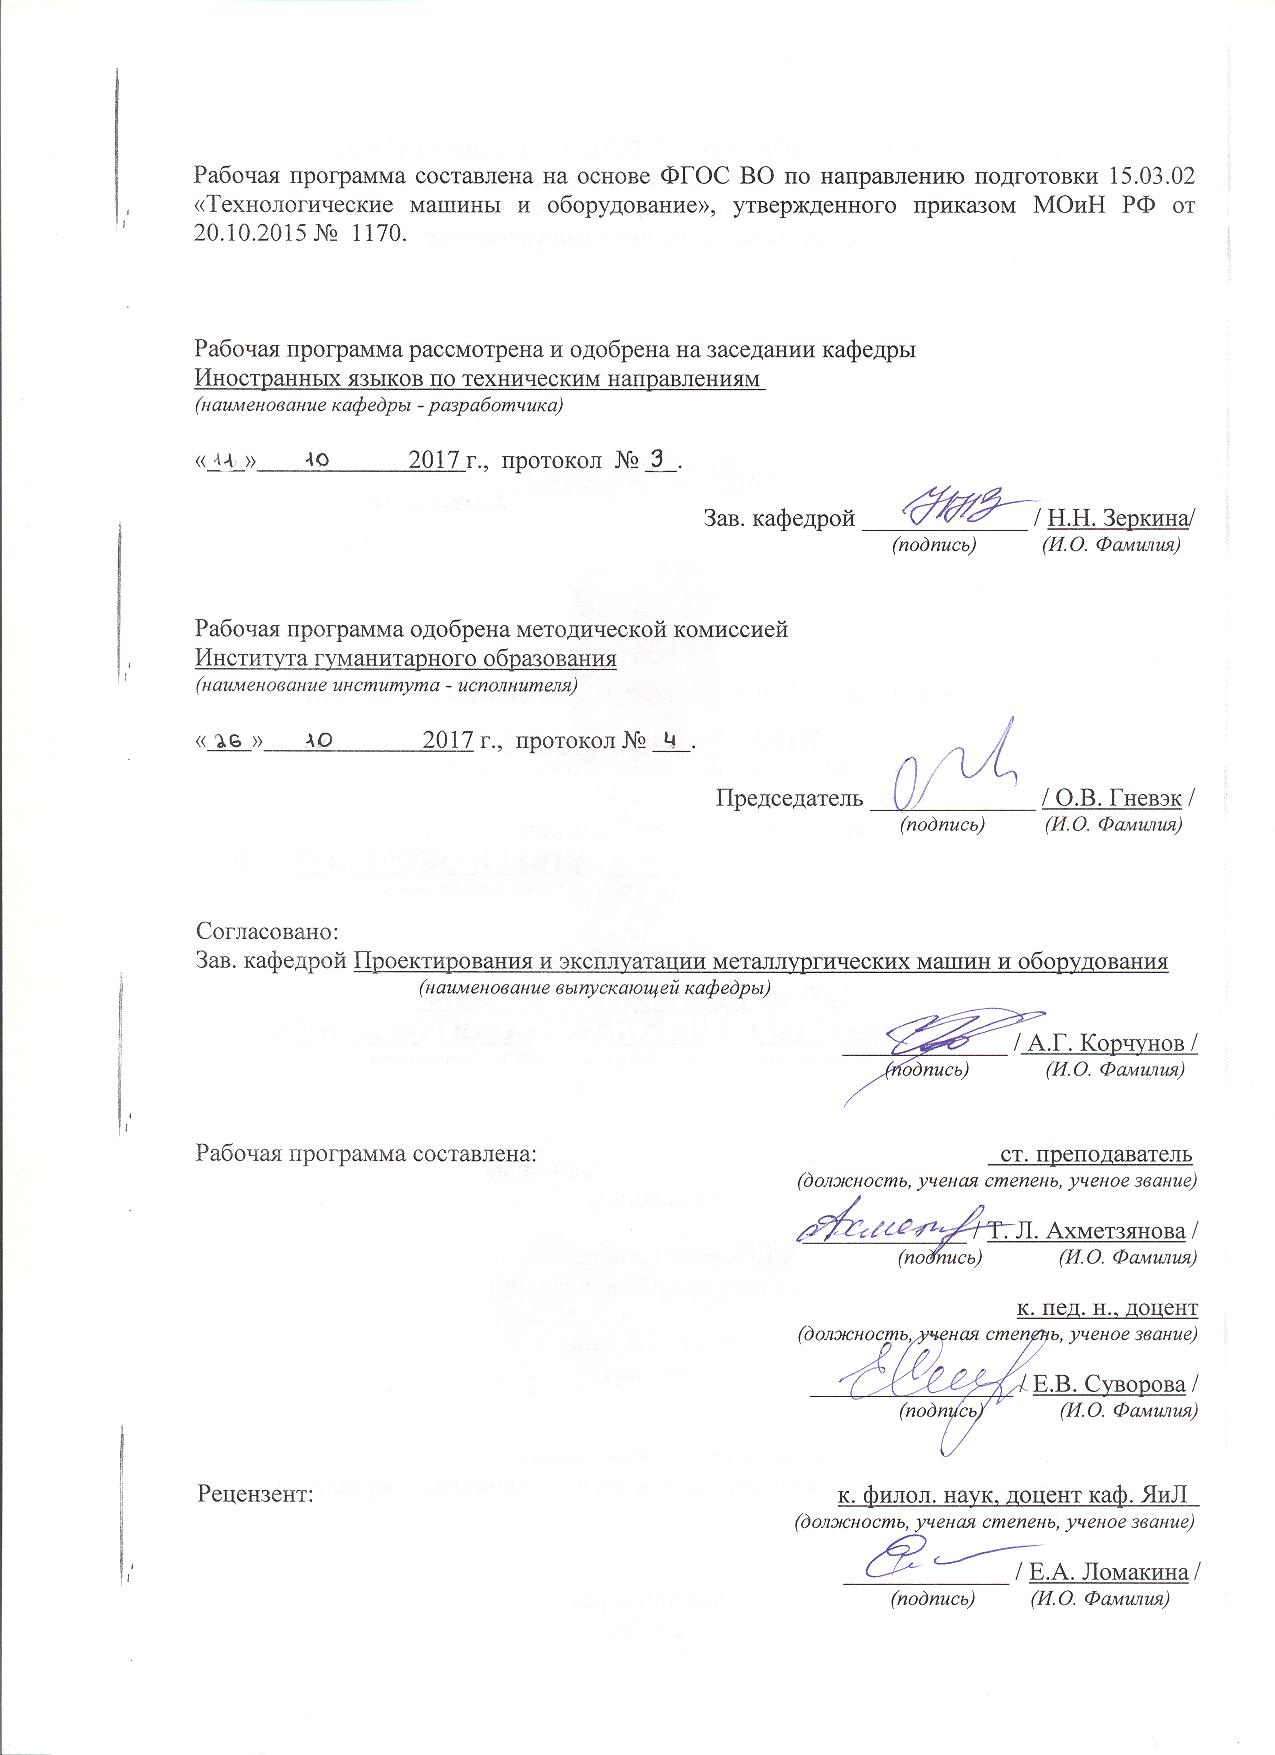 Рабочая программа составлена на основе ФГОС ВО по направлению подготовки 15.03.02
«Технологические машины и оборудование», утвержденного приказом МОиН РФ от
20.10.2015 № 1170.
Рабочая программа рассмотрена и одобрена на заседании кафедры
Иностранных языков по техническим направлениям
(наименование кафедры - разработчика)
«11» 10 2017 г., протокол № 3.
Зав. кафедрой ____________ / Н.Н. Зеркина/
(подпись) (И.О. Фамилия)
Рабочая программа одобрена методической комиссией
Института гуманитарного образования
(наименование института - исполнителя)
«26» 10 2017 г., протокол № 4.
Председатель ____________ / О.В. Гневэк /
(подпись) (И.О. Фамилия)
Согласовано:
Зав. кафедрой Проектирования и эксплуатации металлургических машин и оборудования
(наименование выпускающей кафедры)
____________ / А.Г. Корчунов /
(подпись) (И.О. Фамилия)
Рабочая программа составлена: ст. преподаватель
(должность, ученая степень, ученое звание)
____________ / Т. Л. Ахметзянова /
(подпись) (И.О. Фамилия)
к. пед. н., доцент
(должность, ученая степень, ученое звание)
____________ / Е.В. Суворова /
(подпись) (И.О. Фамилия)
Рецензент: к. филол. наук, доцент каф. ЯиЛ
(должность, ученая степень, ученое звание)
____________ / Е.А. Ломакина /
(подпись) (И.О. Фамилия)